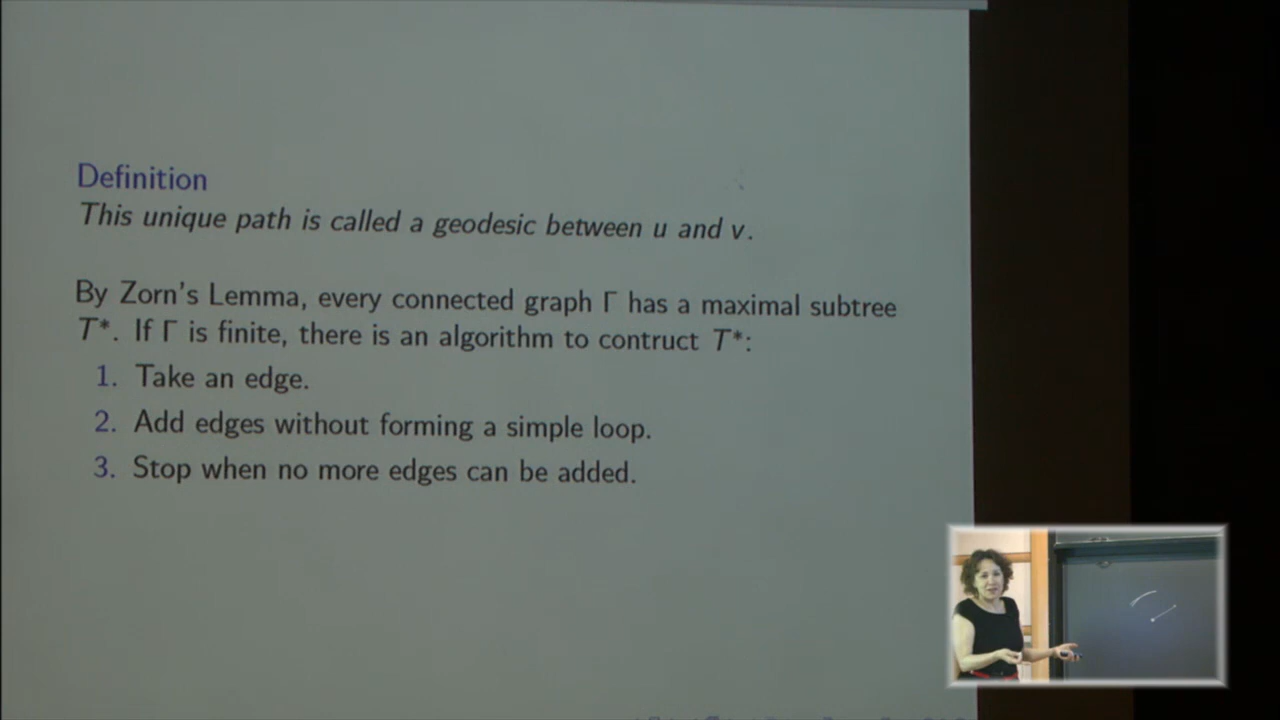 Definition
This unique path is called a geodesic between u and v.
By Zorn's Lemma, every connected graph Γ has a maximal subtree
T*. If Γ is finite, there is an algorithm to contruct T*:
1. Take an edge.
2. Add edges without forming a simple loop.
3. Stop when no more edges can be added.